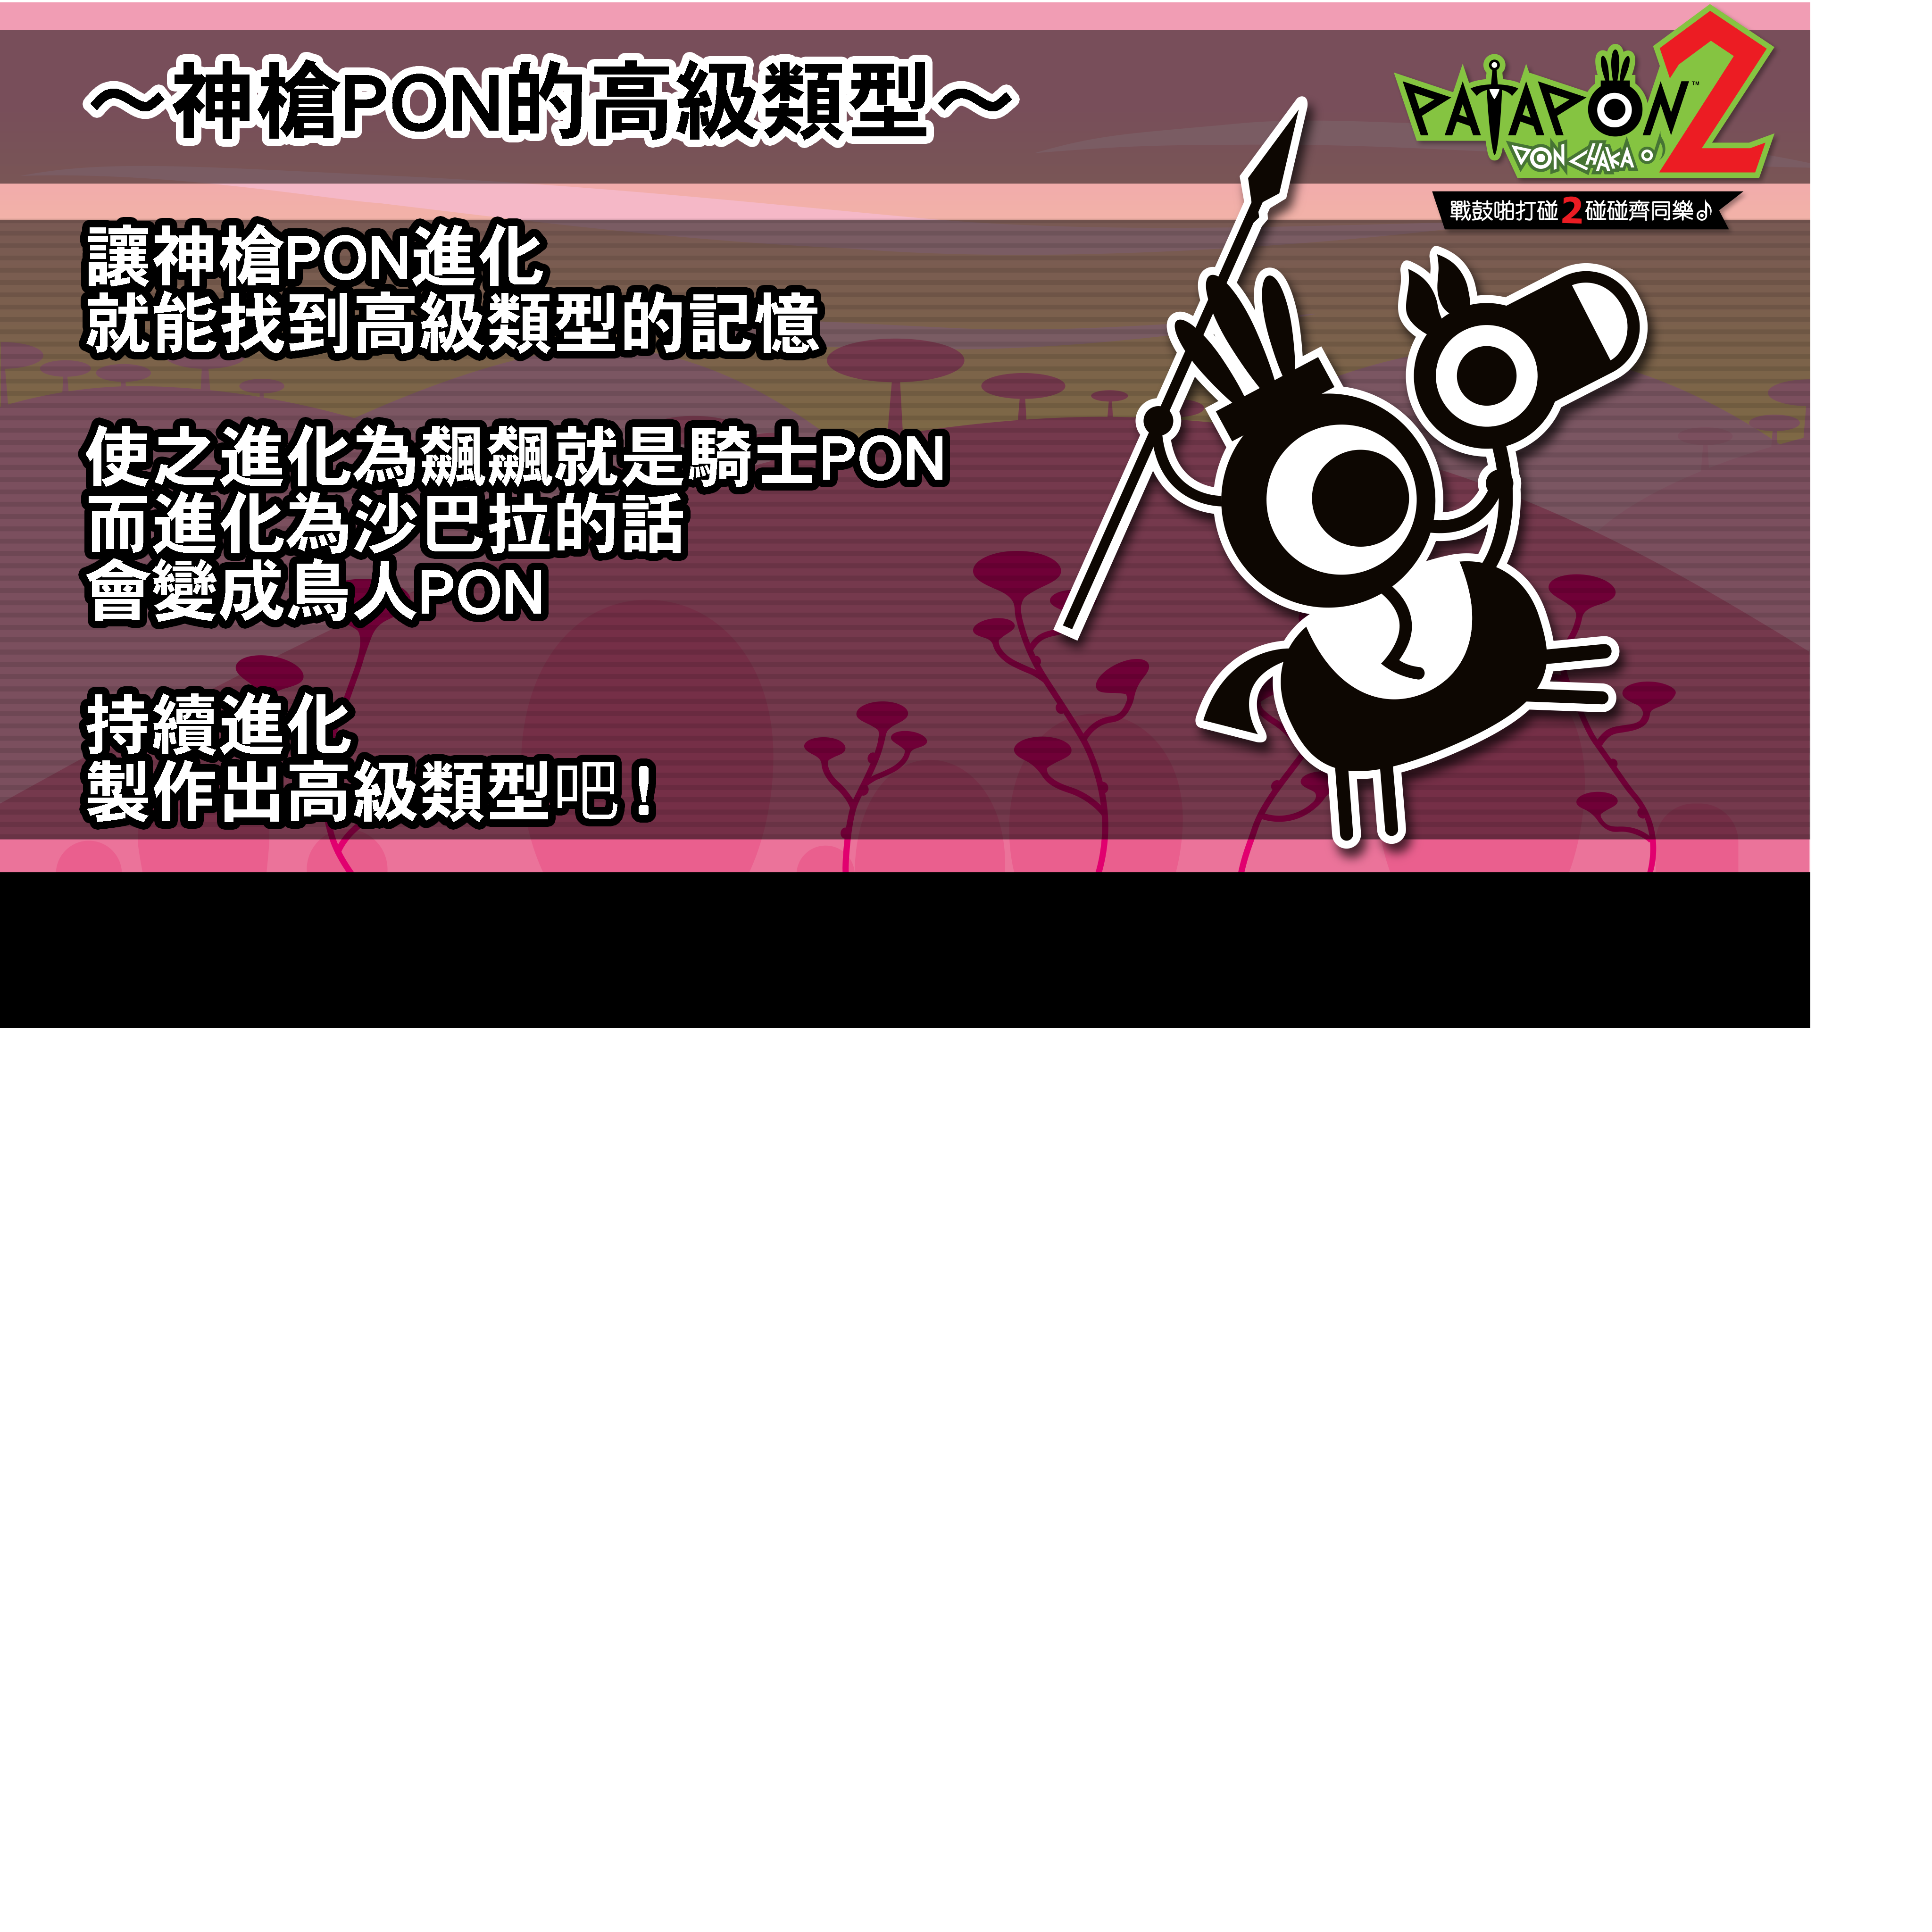 ～神槍PON的高級類型～
PATAPON 2™
DON CHAKA♪
戰鼓啪打碰2碰碰齊同樂♪
讓神槍PON進化
就能找到高級類型的記憶
使之進化為飆飆就是騎士PON
而進化為沙巴拉的話
會變成鳥人PON
持續進化
製作出高級類型吧！